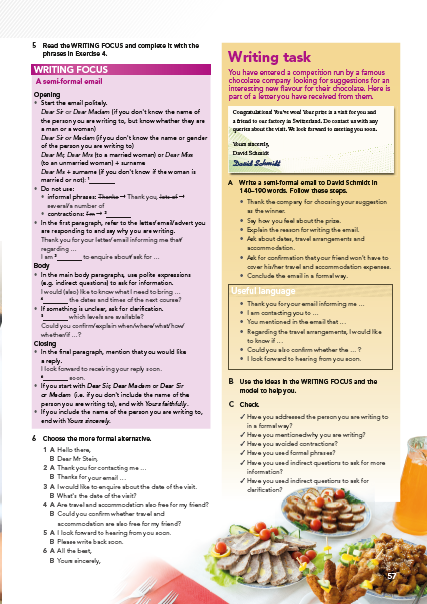 5 Read the WRITING FOCUS and complete it with the
phrases in Exercise 4.
WRITING FOCUS
A semi-formal email
Opening
• Start the email politely.
Dear Sir or Dear Madam (if you don't know the name of
the person you are writing to, but know whether they are
a man or a woman)
Dear Sir or Madam (if you don't know the name or gender
of the person you are writing to)
Dear Mr, Dear Mrs (to a married woman) or Dear Miss
(to an unmarried woman) + surname
Dear Ms + surname (if you don't know if the woman is
married or not): 1
• Do not use:
• informal phrases: Thanks → Thank you, lots of →
several/a number of
• contractions: I'm → 2
• In the first paragraph, refer to the letter/email/advert you
are responding to and say why you are writing.
Thank you for your letter/email informing me that/
regarding …
I am 3 to enquire about/ask for …
Body
• In the main body paragraphs, use polite expressions
(e.g. indirect questions) to ask for information.
I would (also) like to know what I need to bring …
4 the dates and times of the next course?
• If something is unclear, ask for clarification.
5 which levels are available?
Could you confirm/explain when/where/what/how/
whether/if …?
Closing
• In the final paragraph, mention that you would like
a reply.
I look forward to receiving your reply soon.
6 soon.
• If you start with Dear Sir, Dear Madam or Dear Sir
or Madam (i.e. if you don't include the name of the
person you are writing to), end with Yours faithfully.
• If you include the name of the person you are writing to,
end with Yours sincerely.
6 Choose the more formal alternative.
1 A Hello there,
B Dear Mr Stein,
2 A Thank you for contacting me …
B Thanks for your email …
3 A I would like to enquire about the date of the visit.
B What's the date of the visit?
4 A Are travel and accommodation also free for my friend?
B Could you confirm whether travel and
accommodation are also free for my friend?
5 A I look forward to hearing from you soon.
B Please write back soon.
6 A All the best,
B Yours sincerely,
Writing task
You have entered a competition run by a famous
chocolate company looking for suggestions for an
interesting new flavour for their chocolate. Here is
part of a letter you have received from them.
Congratulations! You've won! Your prize is a visit for you and
a friend to our factory in Switzerland. Do contact us with any
queries about the visit. We look forward to meeting you soon.
Yours sincerely,
David Schmidt
David Schmidt
A Write a semi-formal email to David Schmidt in
140–190 words. Follow these steps.
• Thank the company for choosing your suggestion
as the winner.
• Say how you feel about the prize.
• Explain the reason for writing the email.
• Ask about dates, travel arrangements and
accommodation.
• Ask for confirmation that your friend won't have to
cover his/her travel and accommodation expenses.
• Conclude the email in a formal way.
Useful language
• Thank you for your email informing me …
• I am contacting you to …
• You mentioned in the email that …
• Regarding the travel arrangements, I would like
to know if …
• Could you also confirm whether the … ?
• I look forward to hearing from you soon.
B Use the ideas in the WRITING FOCUS and the
model to help you.
C Check.
✓ Have you addressed the person you are writing to
in a formal way?
✓ Have you mentioned why you are writing?
✓ Have you avoided contractions?
✓ Have you used formal phrases?
✓ Have you used indirect questions to ask for more
information?
✓ Have you used indirect questions to ask for
clarification?
57